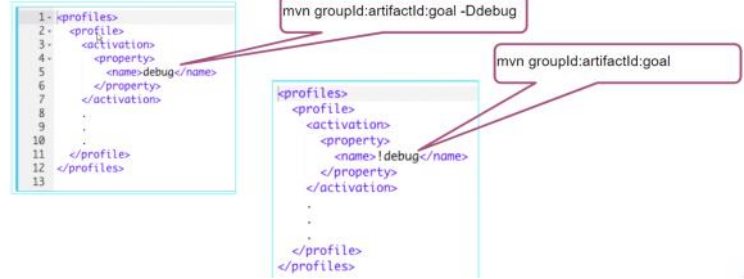 mvn groupId:artifactId:goal -Ddebug
1 <profiles>
2 <profile>
3 <activation>
4 <property>
5 <name>debug</name>
6 </property>
7 </activation>
8 .
9 .
10 .
11 </profile>
12 </profiles>
13
mvn groupId:artifactId:goal
<profiles>
<profile>
<activation>
<property>
<name>!debug</name>
</property>
</activation>
.
.
.
</profile>
</profiles>